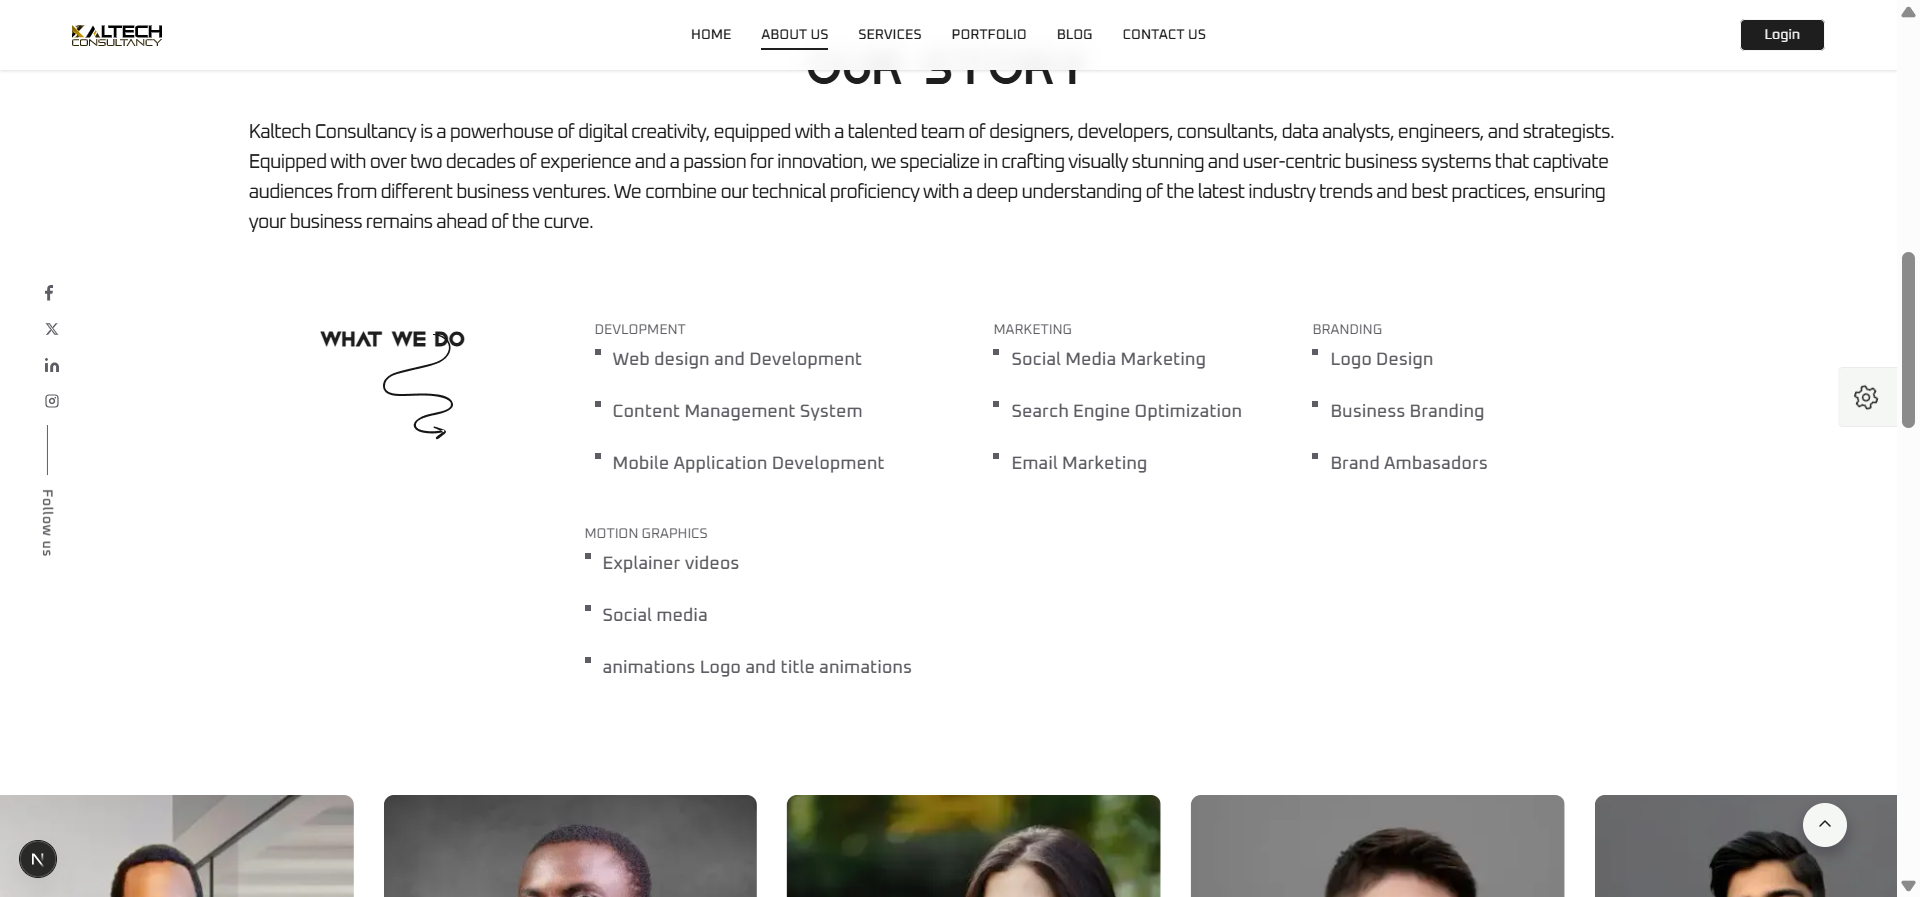 KALTECH
CONSULTANCY
HOME
ABOUT US
SERVICES
PORTFOLIO
BLOG
CONTACT US
Login
OUR STORY
Kaltech Consultancy is a powerhouse of digital creativity, equipped with a talented team of designers, developers, consultants, data analysts, engineers, and strategists.
Equipped with over two decades of experience and a passion for innovation, we specialize in crafting visually stunning and user-centric business systems that captivate
audiences from different business ventures. We combine our technical proficiency with a deep understanding of the latest industry trends and best practices, ensuring
your business remains ahead of the curve.
Follow us
WHAT WE DO
DEVLOPMENT
Web design and Development
Content Management System
Mobile Application Development
MARKETING
Social Media Marketing
Search Engine Optimization
Email Marketing
BRANDING
Logo Design
Business Branding
Brand Ambasadors
MOTION GRAPHICS
Explainer videos
Social media
animations Logo and title animations
N